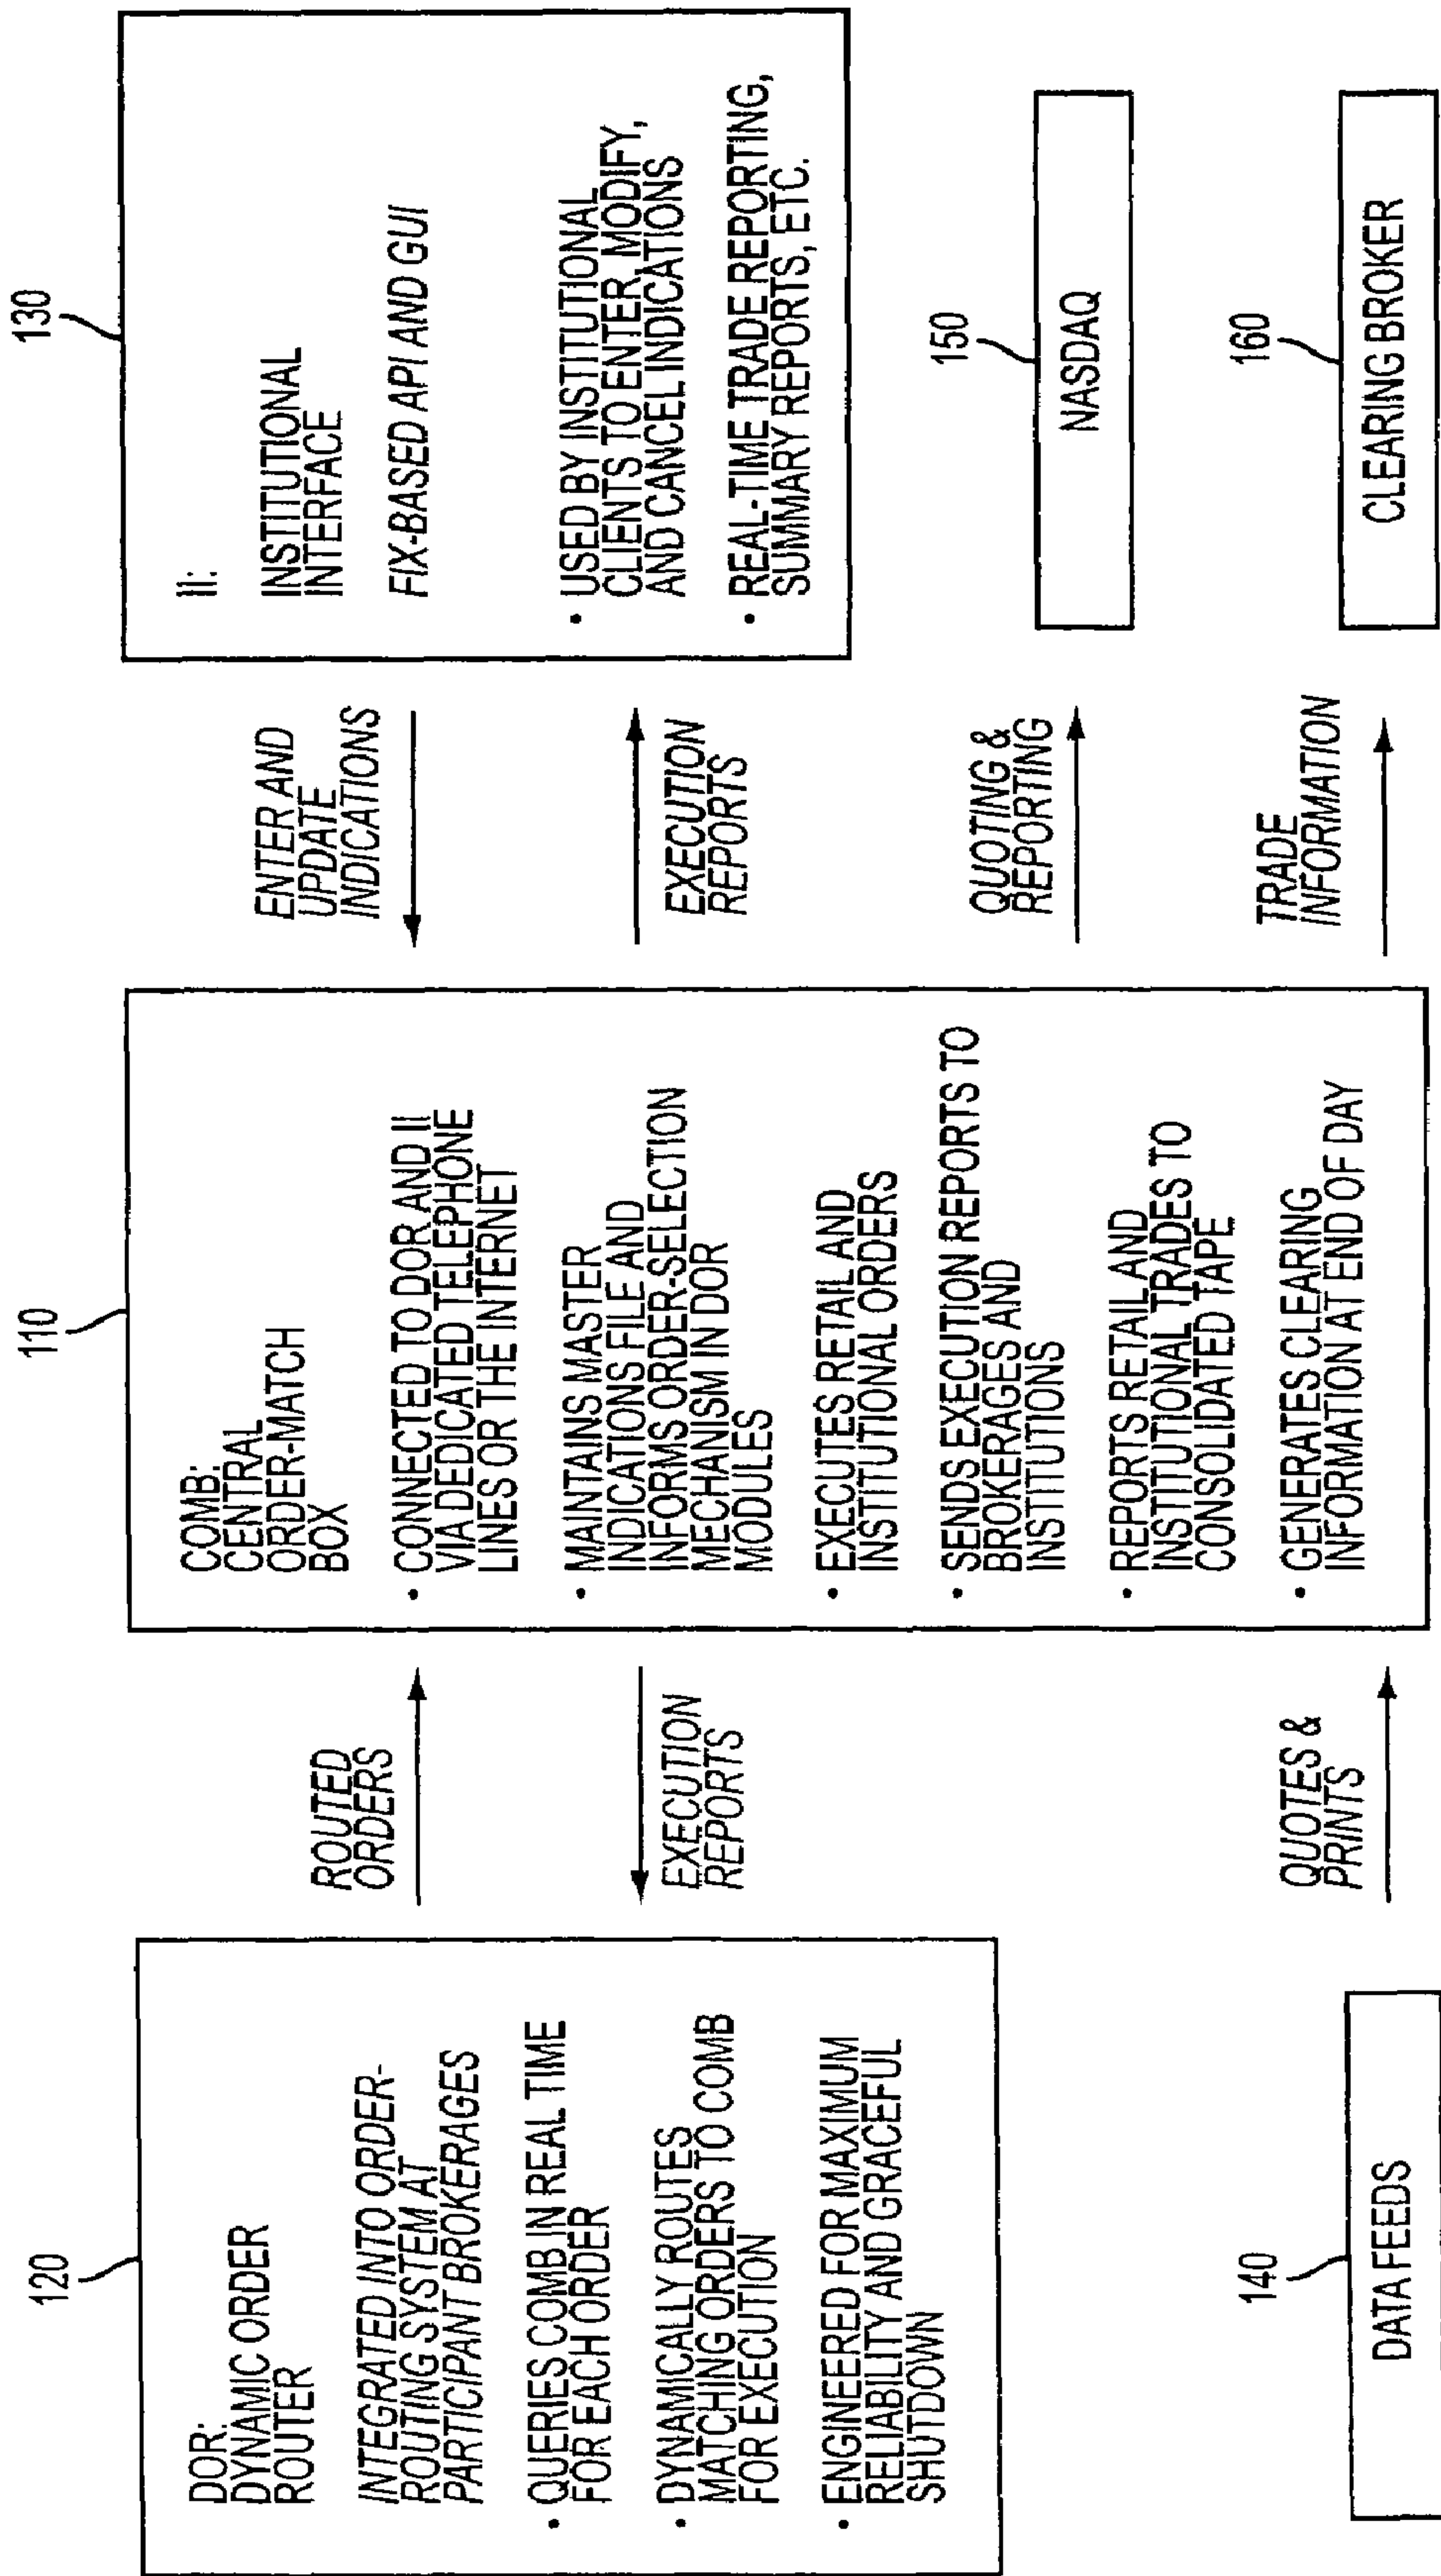 120
DOR:
DYNAMIC ORDER
ROUTER
INTEGRATED INTO ORDER-
ROUTING SYSTEM AT
PARTICIPANT BROKERAGES
• QUERIES COMB IN REAL TIME
FOR EACH ORDER
• DYNAMICALLY ROUTES
MATCHING ORDERS TO COMB
FOR EXECUTION
• ENGINEERED FOR MAXIMUM
RELIABILITY AND GRACEFUL
SHUTDOWN
140
DATA FEEDS
ROUTED
ORDERS
EXECUTION
REPORTS
QUOTES &
PRINTS
110
COMB:
CENTRAL
ORDER-MATCH
BOX
• CONNECTED TO DOR AND II
VIA DEDICATED TELEPHONE
LINES OR THE INTERNET
• MAINTAINS MASTER
INDICATIONS FILE AND
INFORMS ORDER-SELECTION
MECHANISM IN DOR
MODULES
• EXECUTES RETAIL AND
INSTITUTIONAL ORDERS
• SENDS EXECUTION REPORTS TO
BROKERAGES AND
INSTITUTIONS
• REPORTS RETAIL AND
INSTITUTIONAL TRADES TO
CONSOLIDATED TAPE
• GENERATES CLEARING
INFORMATION AT END OF DAY
ENTER AND
UPDATE
INDICATIONS
EXECUTION
REPORTS
QUOTING &
REPORTING
TRADE
INFORMATION
130
II:
INSTITUTIONAL
INTERFACE
FIX-BASED API AND GUI
• USED BY INSTITUTIONAL
CLIENTS TO ENTER, MODIFY,
AND CANCEL INDICATIONS
• REAL-TIME TRADE REPORTING,
SUMMARY REPORTS, ETC.
150
NASDAQ
160
CLEARING BROKER